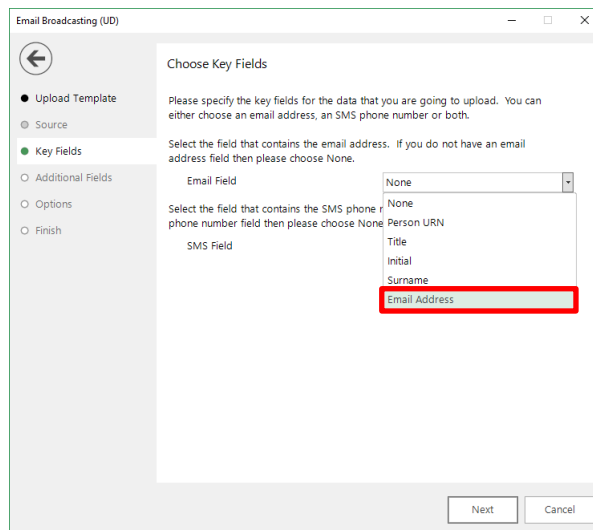 Email Broadcasting (UD)
Choose Key Fields
Upload Template
Source
Key Fields
Additional Fields
Options
Finish
Please specify the key fields for the data that you are going to upload. You can
either choose an email address, an SMS phone number or both.
Select the field that contains the email address. If you do not have an email
address field then please choose None.
Email Field
None
None
Person URN
Title
Initial
Surname
Email Address
Select the field that contains the SMS phone
phone number field then please choose None
SMS Field
Next
Cancel